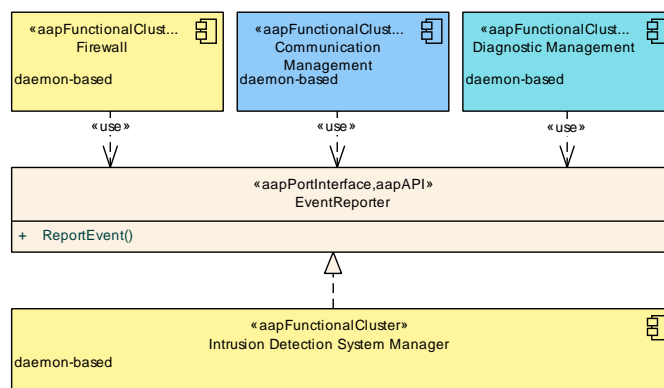 «aapFunctionalClust...
Firewall
daemon-based
«aapFunctionalClust...
Communication
Management
daemon-based
«aapFunctionalClust...
Diagnostic Management
daemon-based
«use»
«use»
«use»
«aapPortInterface,aapAPI»
EventReporter
+ ReportEvent()
«aapFunctionalCluster»
Intrusion Detection System Manager
daemon-based